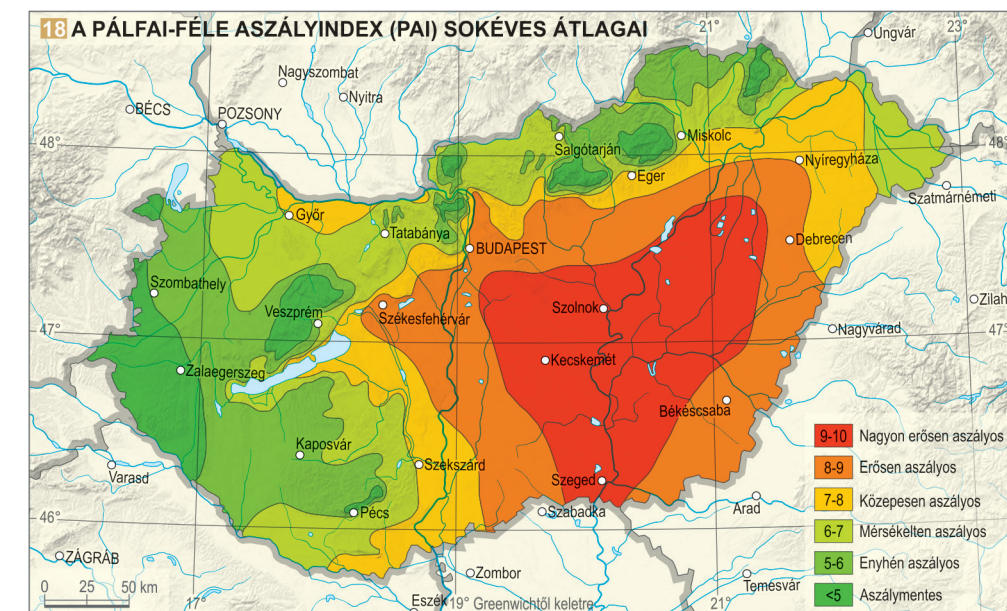 18 A PÁLFAI-FÉLE ASZÁLYINDEX (PAI) SOKÉVES ÁTLAGAI
21°
23°
Ungvár
Nagyszombat
BÉCS
Nyitra
POZSONY
48°
Salgótarján
Miskolc
48°
Nyíregyháza
Eger
Szatmárnémeti
Győr
Tatabánya
BUDAPEST
Debrecen
Szombathely
Veszprém
Székesfehérvár
Szolnok
Zilah
47°
Nagyvárad
47°
Zalaegerszeg
Kecskemét
Békéscsaba
Kaposvár
Szekszárd
Varasd
Szeged
Arad
46°
Pécs
Szabadka
ZÁGRÁB
Zombor
Temesvár
0 25 50 km
17°
Eszék
19° Greenwichtől keletre
21°
9-10 Nagyon erősen aszályos
8-9 Erősen aszályos
7-8 Közepesen aszályos
6-7 Mérsékelten aszályos
5-6 Enyhén aszályos
<5 Aszálymentes